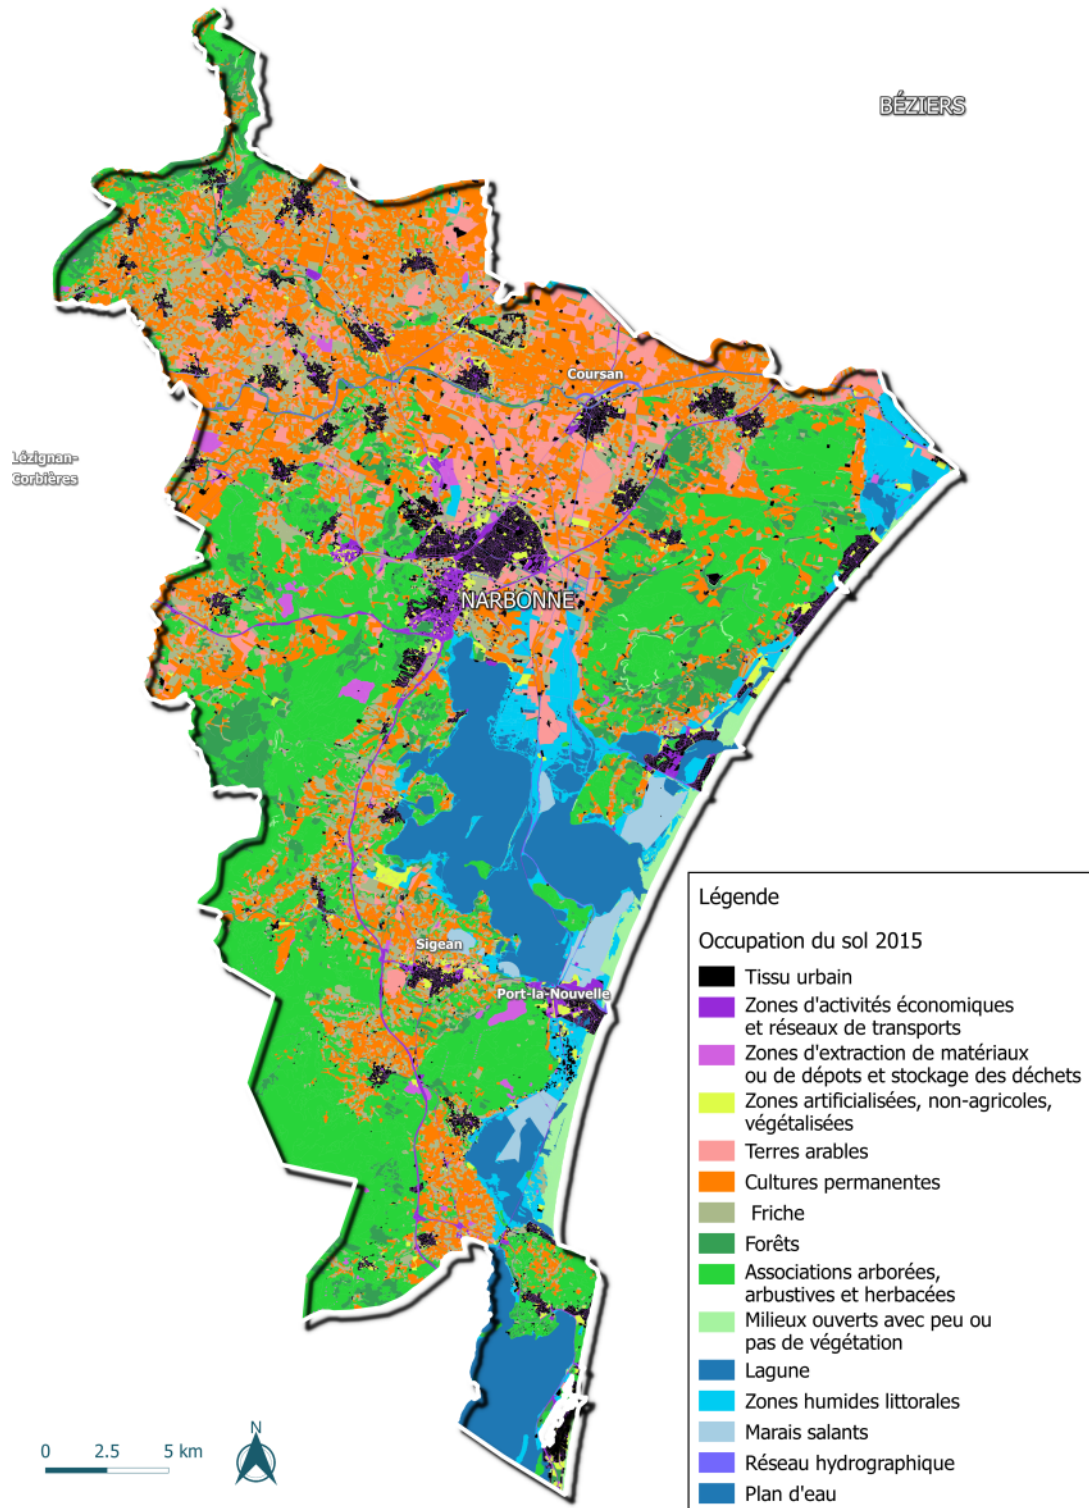 BÉZIERS
Coursan
Lézignan-
Corbières
NARBONNE
Sigean
Port-la-Nouvelle
Légende
Occupation du sol 2015
Tissu urbain
Zones d'activités économiques
et réseaux de transports
Zones d'extraction de matériaux
ou de dépots et stockage des déchets
Zones artificialisées, non-agricoles,
végétalisées
Terres arables
Cultures permanentes
Friche
Forêts
Associations arborées,
arbustives et herbacées
Milieux ouverts avec peu ou
pas de végétation
Lagune
Zones humides littorales
Marais salants
Réseau hydrographique
Plan d'eau
N
0 2.5 5 km